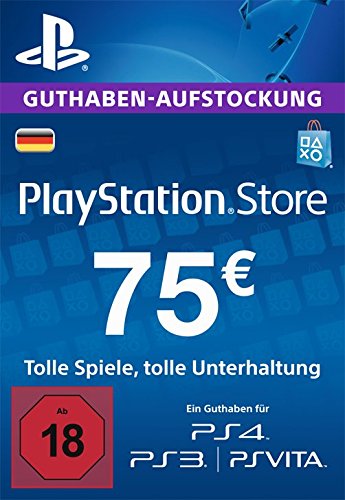 GUTHABEN-AUFSTOCKUNG
PlayStation®Store
75€
Tolle Spiele, tolle Unterhaltung
Ab
18
Ein Guthaben für
PS4
PS3 | PSVITA